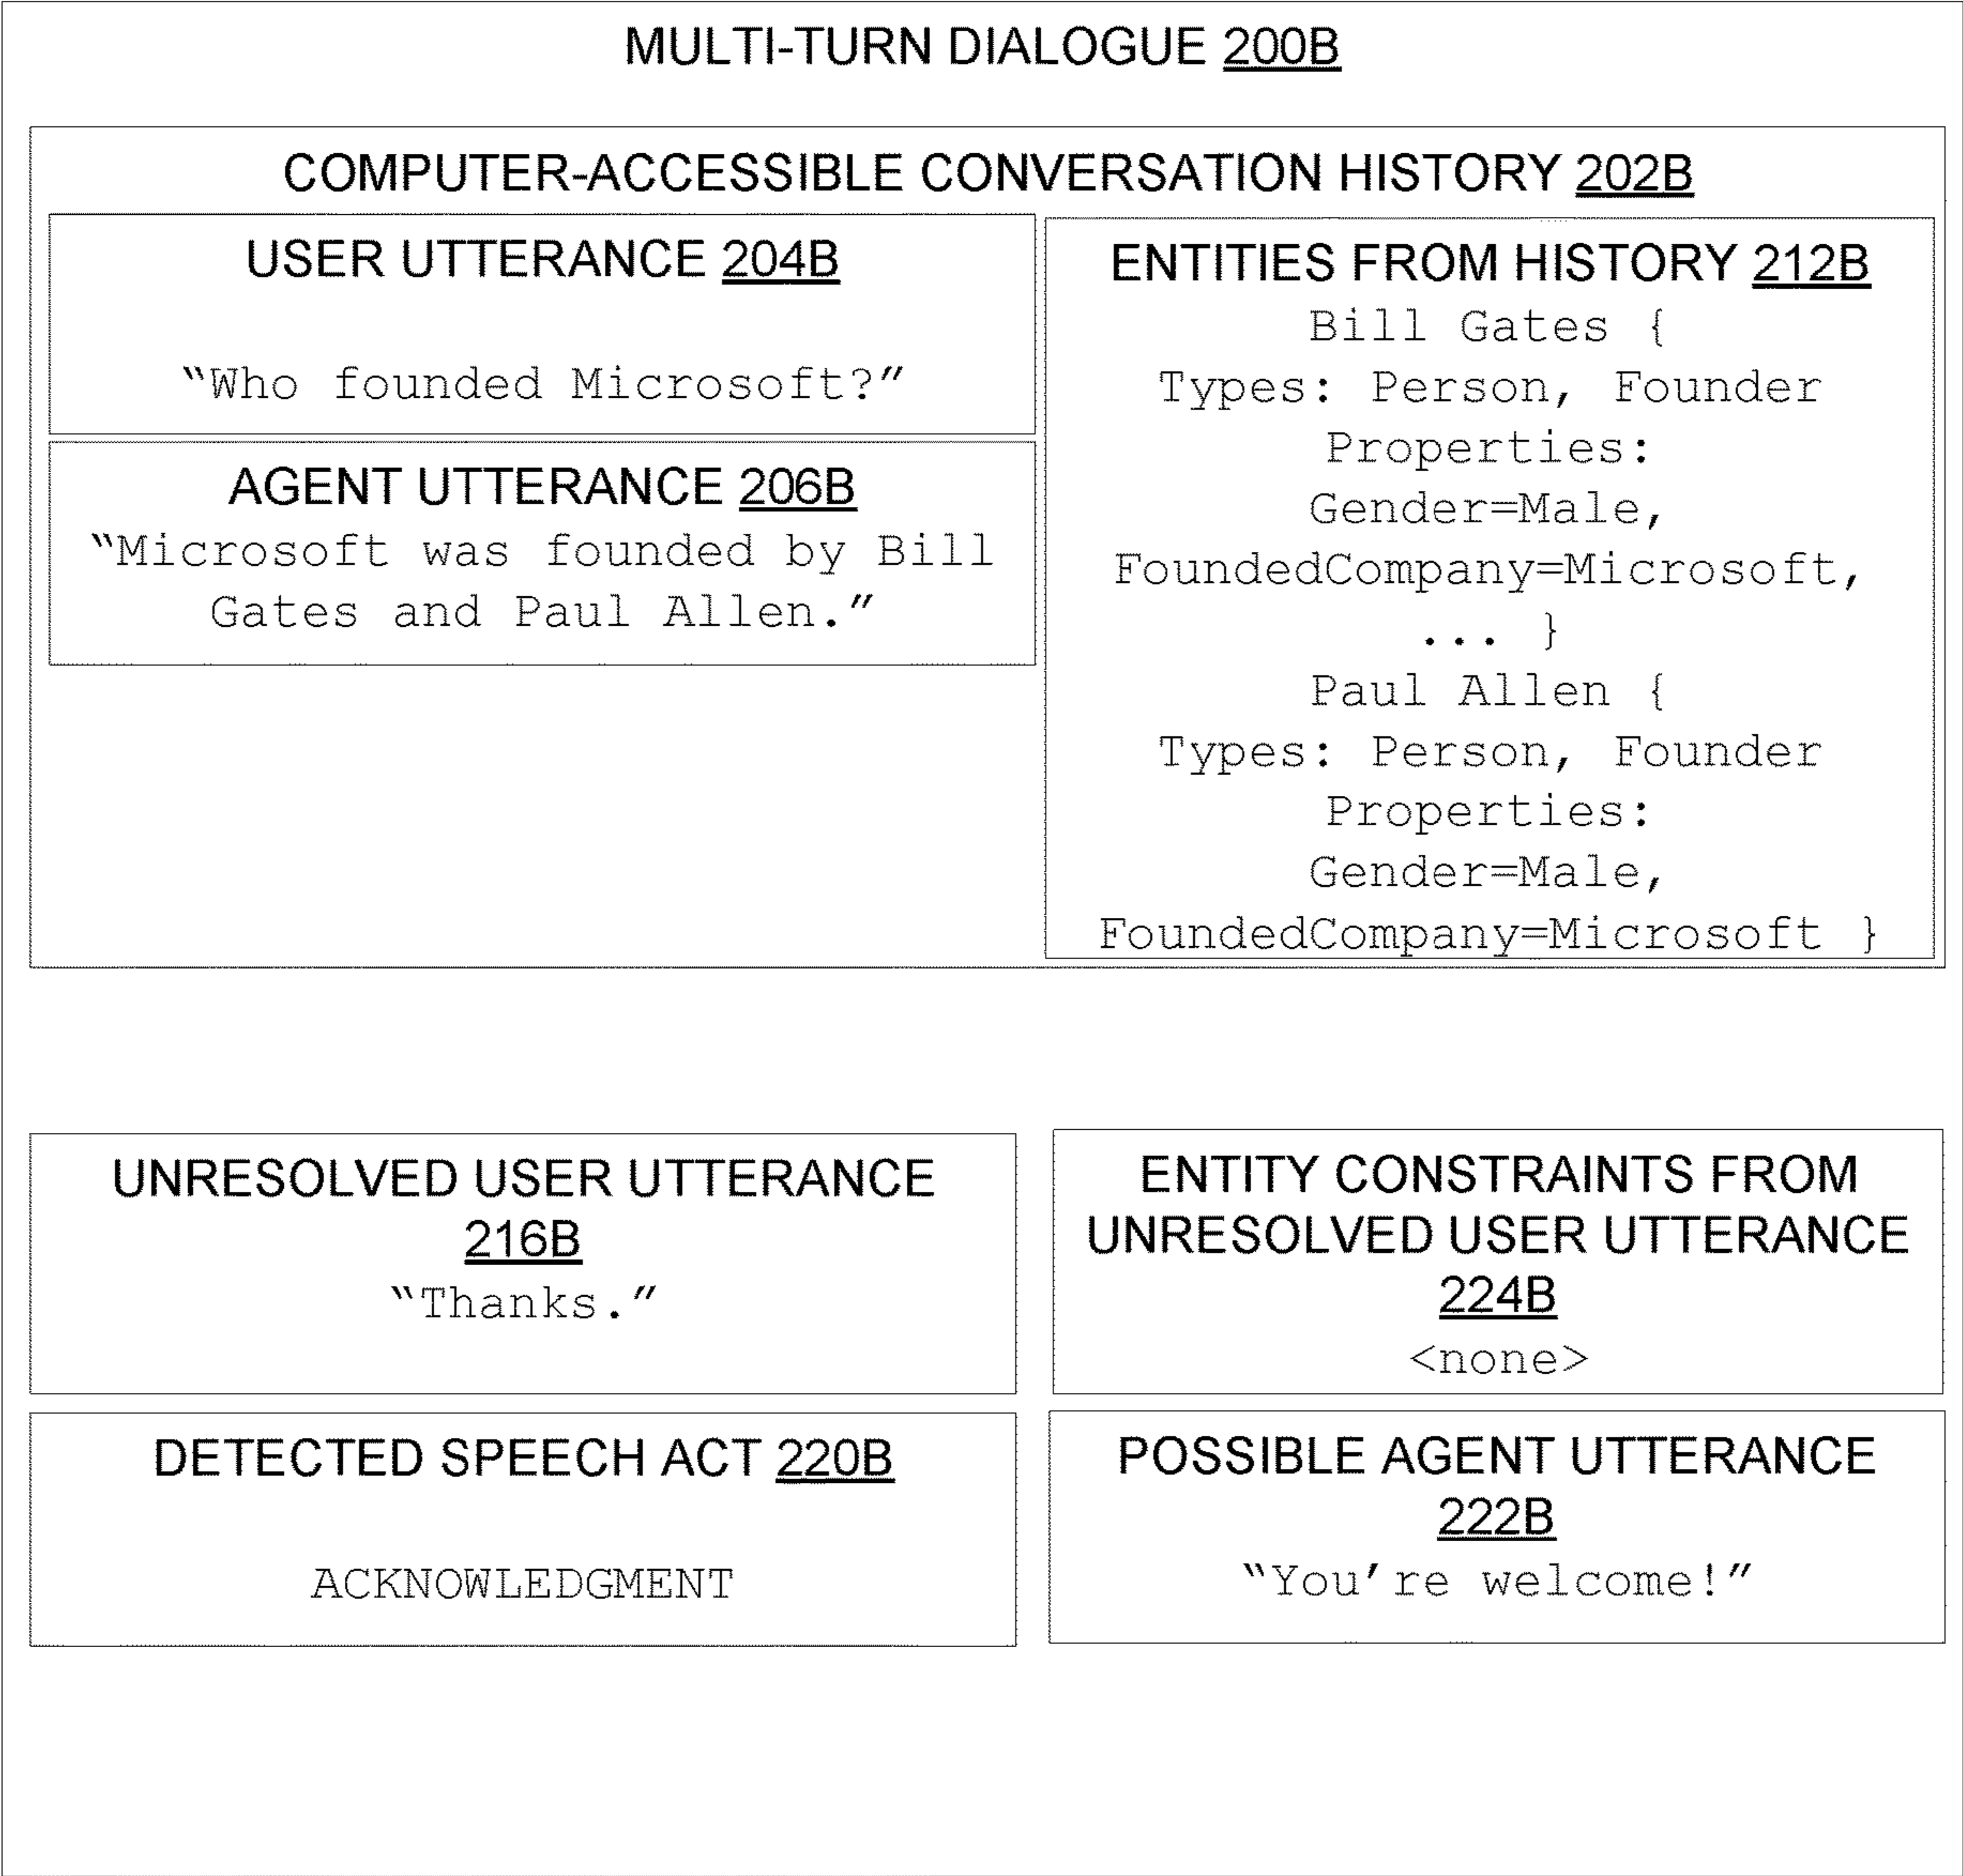 MULTI-TURN DIALOGUE 200B
COMPUTER-ACCESSIBLE CONVERSATION HISTORY 202B
USER UTTERANCE 204B
“Who founded Microsoft?”
AGENT UTTERANCE 206B
“Microsoft was founded by Bill
Gates and Paul Allen.”
ENTITIES FROM HISTORY 212B
Bill Gates {
Types: Person, Founder
Properties:
Gender=Male,
FoundedCompany=Microsoft,
... }
Paul Allen {
Types: Person, Founder
Properties:
Gender=Male,
FoundedCompany=Microsoft }
UNRESOLVED USER UTTERANCE
216B
“Thanks.”
ENTITY CONSTRAINTS FROM
UNRESOLVED USER UTTERANCE
224B
<none>
DETECTED SPEECH ACT 220B
ACKNOWLEDGMENT
POSSIBLE AGENT UTTERANCE
222B
“You’re welcome!”